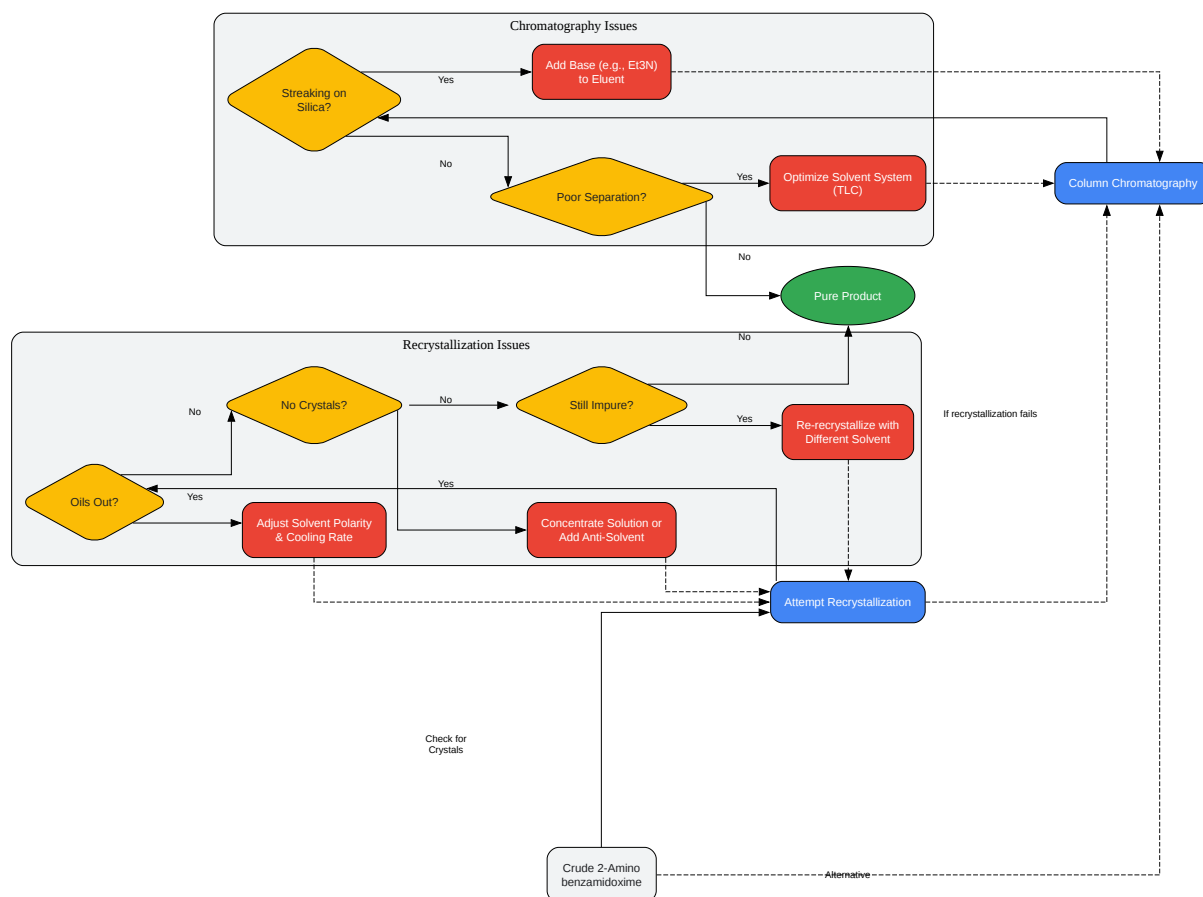 Chromatography Issues
Streaking on
Silica?
Yes
Add Base (e.g., Et3N)
to Eluent
No
Poor Separation?
Yes
Optimize Solvent System
(TLC)
Column Chromatography
No
Pure Product
Recrystallization Issues
No
No Crystals?
No
Still Impure?
No
Yes
Re-recrystallize with
Different Solvent
If recrystallization fails
Oils Out?
Yes
Adjust Solvent Polarity
& Cooling Rate
Yes
Concentrate Solution or
Add Anti-Solvent
Attempt Recrystallization
Check for
Crystals
Crude 2-Amino
benzamidoxime
Alternative